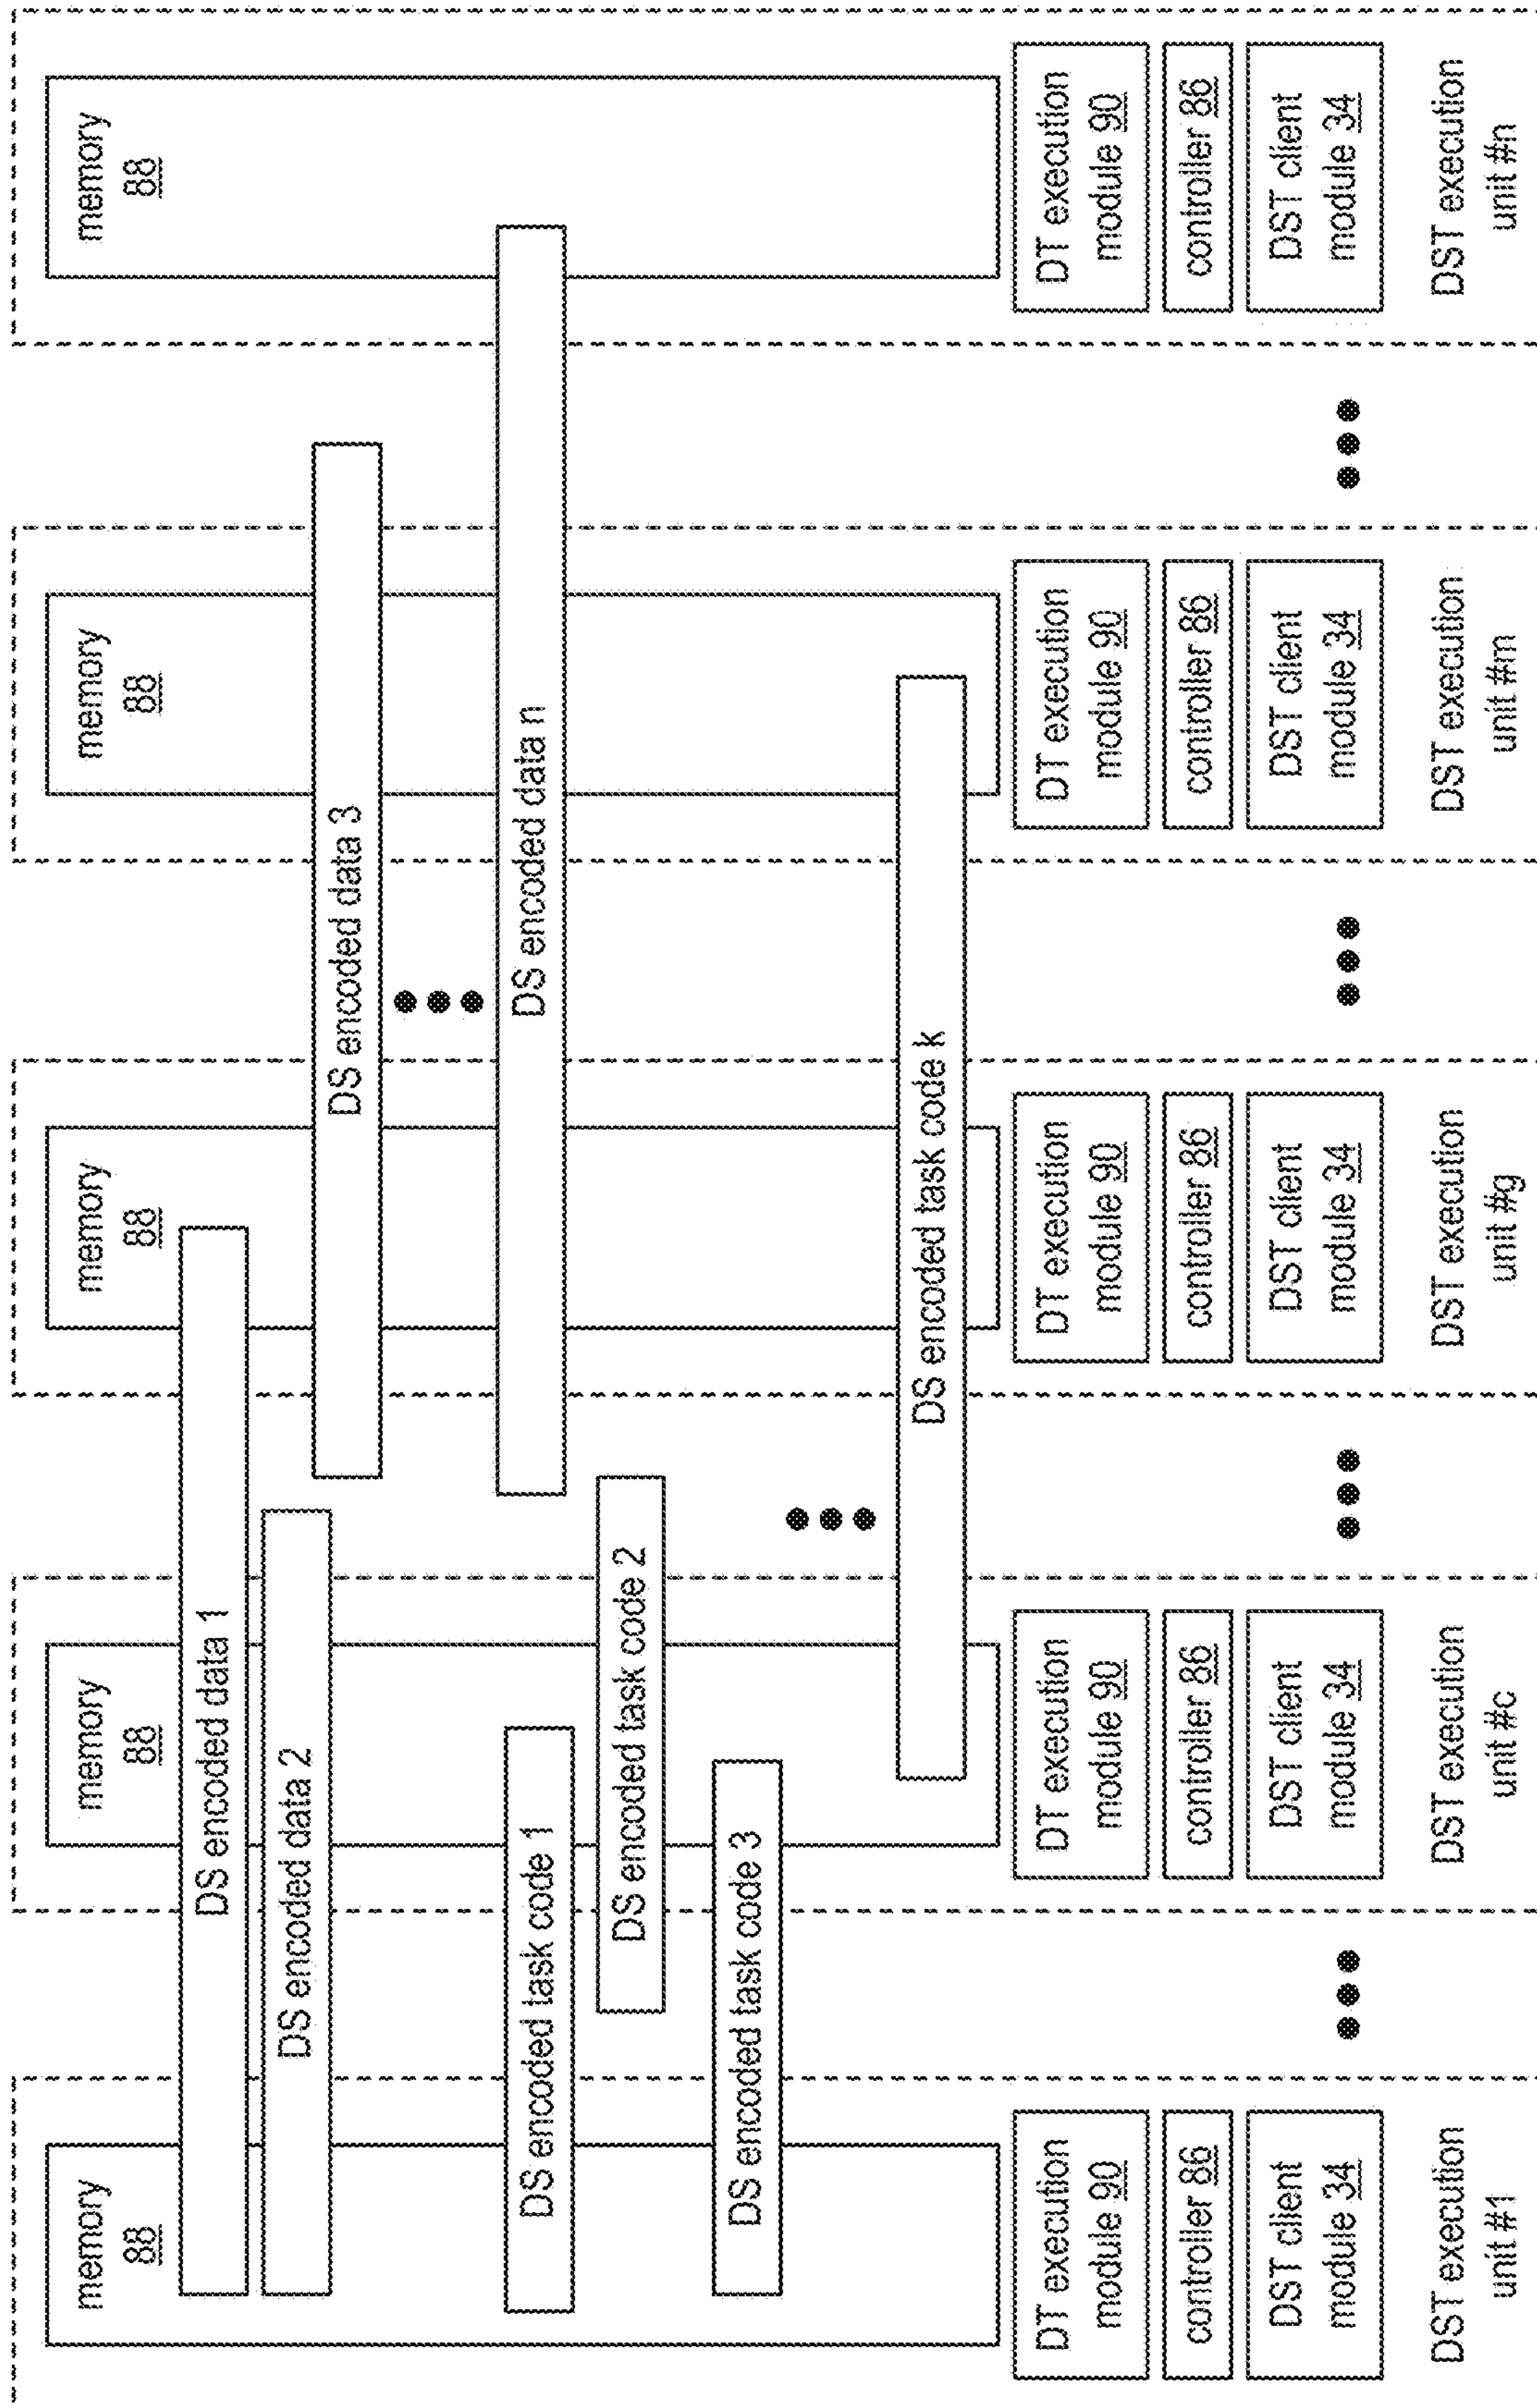 memory
88
memory
88
memory
88
memory
88
memory
88
DS encoded data 1
DS encoded data 2
DS encoded data 3
DS encoded data n
DS encoded task code 1
DS encoded task code 2
DS encoded task code 3
DS encoded task code k
DT execution
module 90
controller 86
DST client
module 34
DST execution
unit #1
DT execution
module 90
controller 86
DST client
module 34
DST execution
unit #c
DT execution
module 90
controller 86
DST client
module 34
DST execution
unit #g
DT execution
module 90
controller 86
DST client
module 34
DST execution
unit #m
DT execution
module 90
controller 86
DST client
module 34
DST execution
unit #n